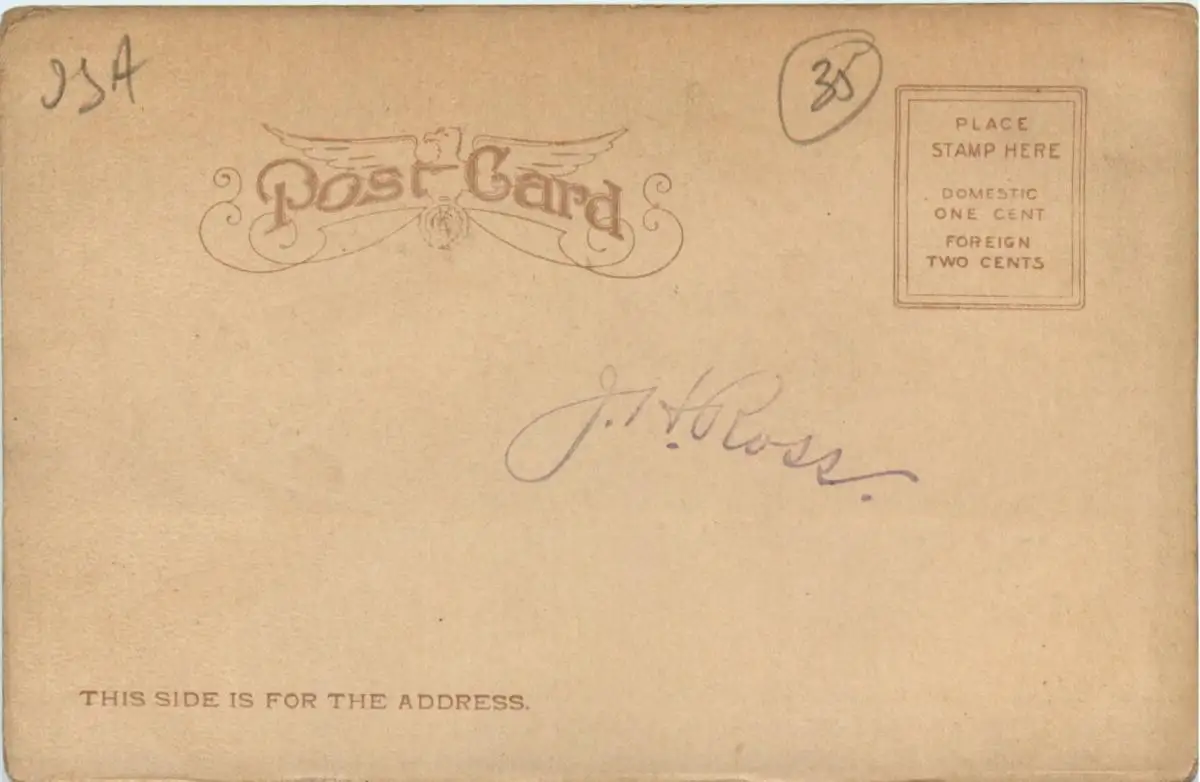 USA
35
Post Card
PLACE
STAMP HERE
DOMESTIC
ONE CENT
FOREIGN
TWO CENTS
J. H. Ross.
THIS SIDE IS FOR THE ADDRESS.